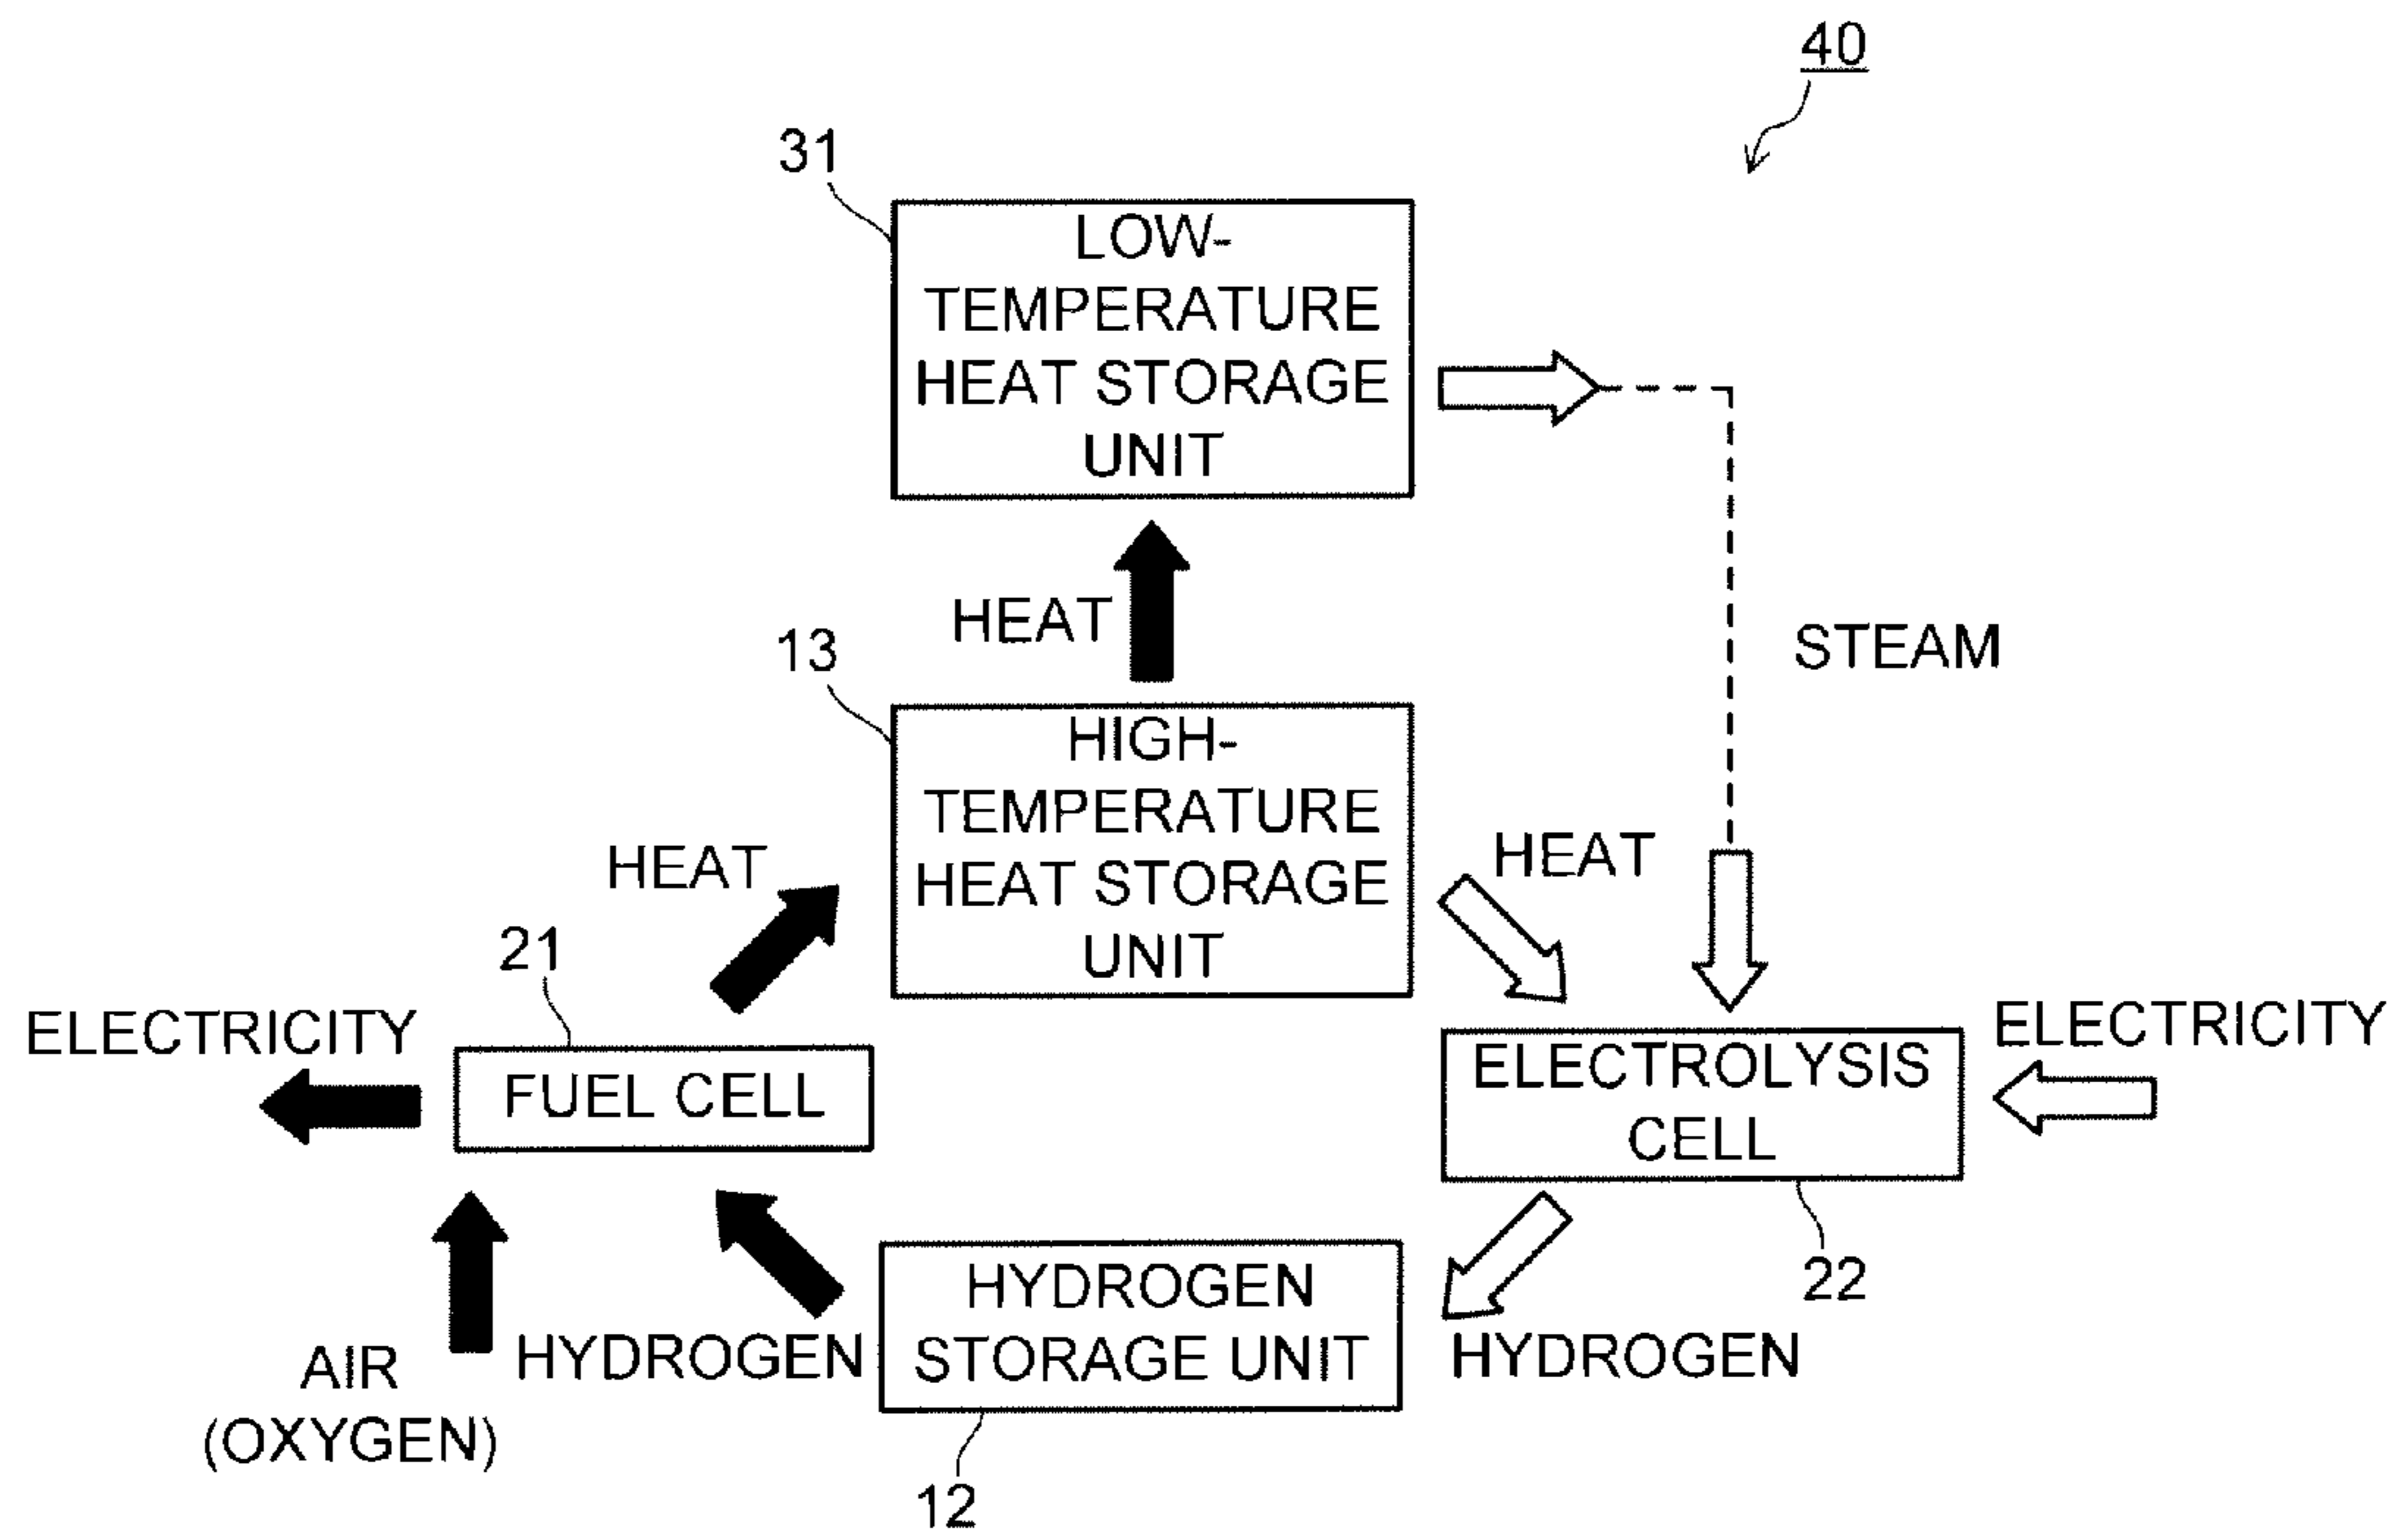 40
31
LOW-
TEMPERATURE
HEAT STORAGE
UNIT
HEAT
STEAM
13
HIGH-
TEMPERATURE
HEAT STORAGE
UNIT
HEAT
HEAT
21
ELECTRICITY
FUEL CELL
ELECTROLYSIS
CELL
ELECTRICITY
22
AIR
(OXYGEN)
HYDROGEN
HYDROGEN
STORAGE UNIT
HYDROGEN
12